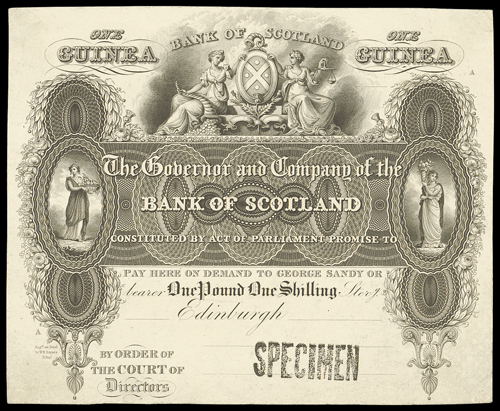 ONE GUINEA
BANK OF SCOTLAND
ONE GUINEA
A
The Governor and Company of the
BANK OF SCOTLAND
CONSTITUTED BY ACT OF PARLIAMENT PROMISE TO
PAY HERE ON DEMAND TO GEORGE SANDY OR
bearer One Pound One Shilling. Sterg.
Edinburgh
A
BY ORDER OF
THE COURT OF
Directors
SPECIMEN